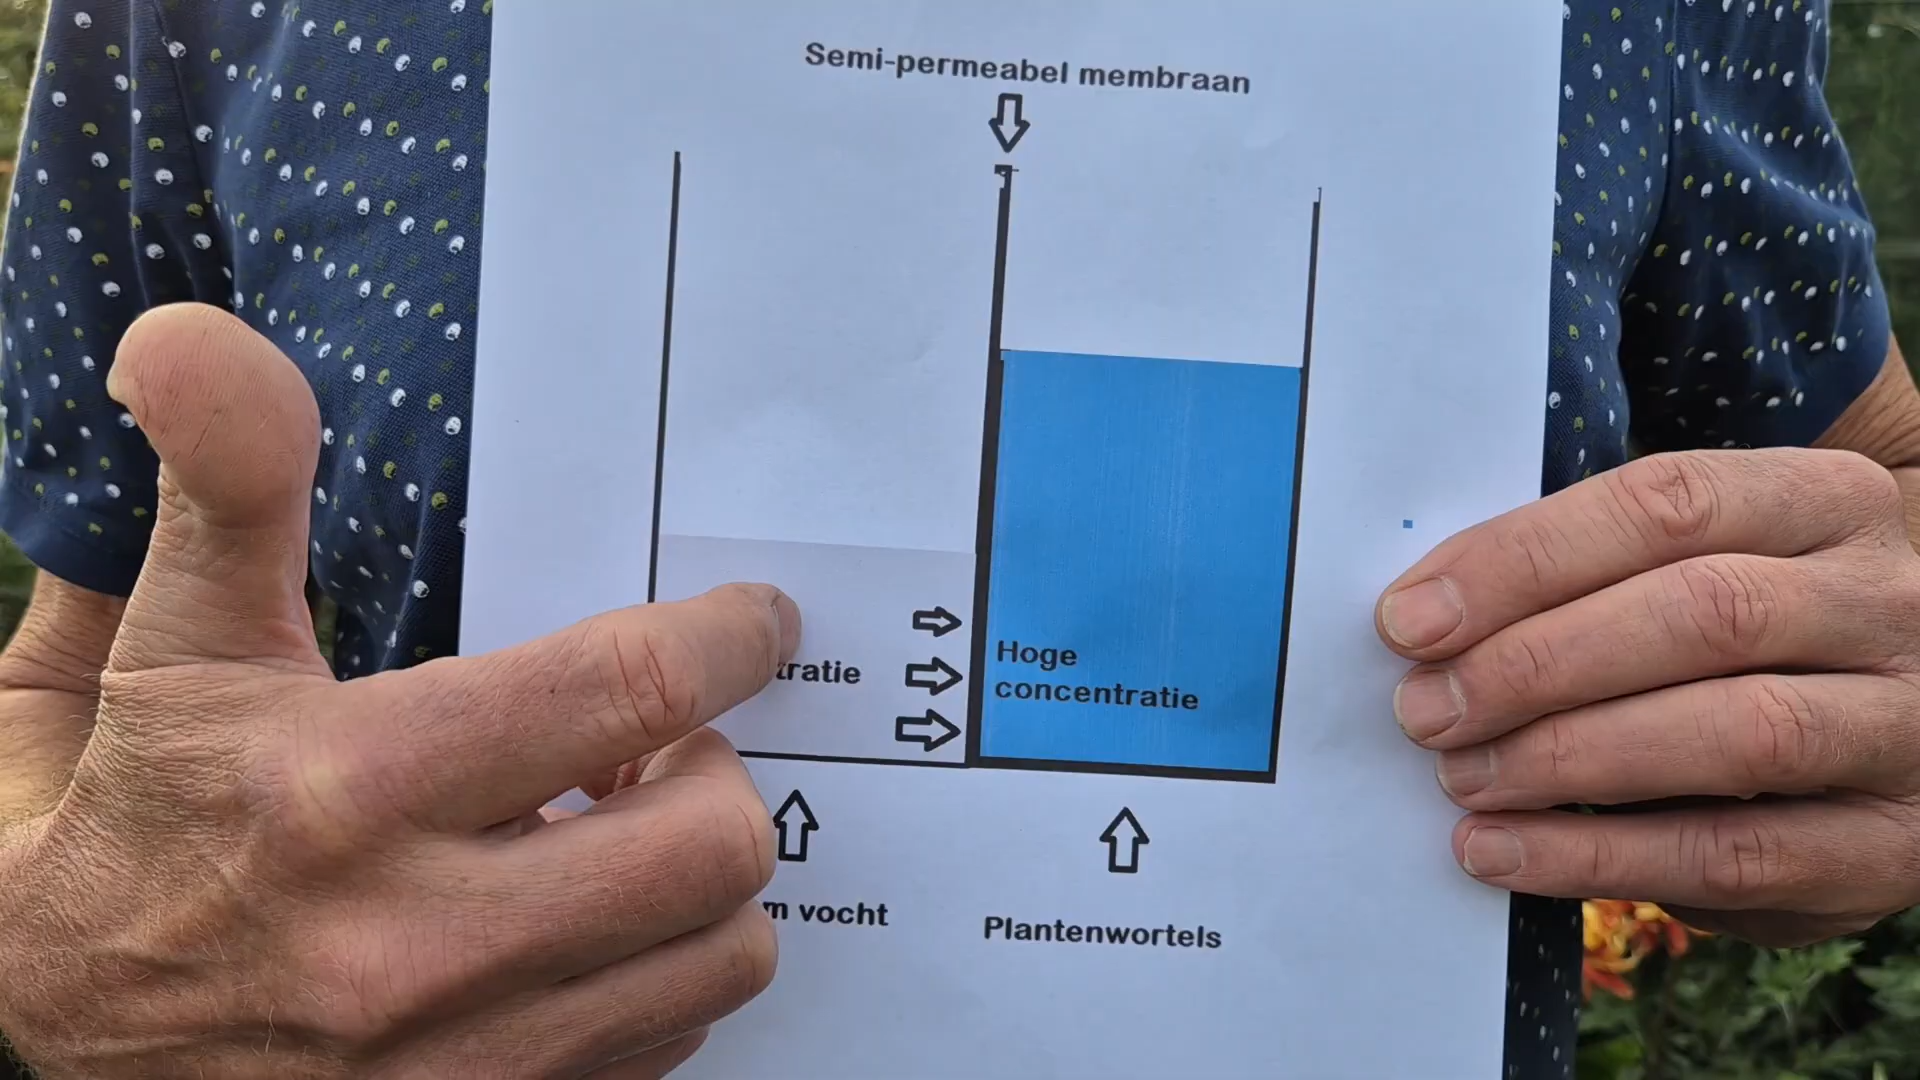 Semi-permeabel membraan
tratie
Hoge
concentratie
m vocht
Plantenwortels